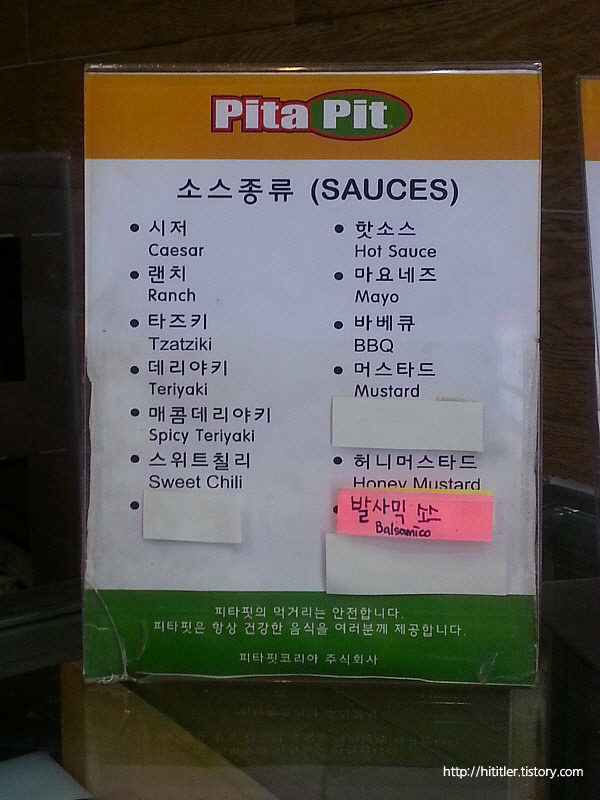 Pita Pit
소스종류 (SAUCES)
시저
Caesar
랜치
Ranch
타즈키
Tzatziki
데리야키
Teriyaki
매콤데리야키
Spicy Teriyaki
스위트칠리
Sweet Chili
핫소스
Hot Sauce
마요네즈
Mayo
바베큐
BBQ
머스타드
Mustard
허니머스타드
Honey Mustard
발사믹 소스
Balsamico
피타핏의 먹거리는 안전합니다.
피타핏은 항상 건강한 음식을 여러분께 제공합니다.
피타핏코리아 주식회사
http://hititler.tistory.com